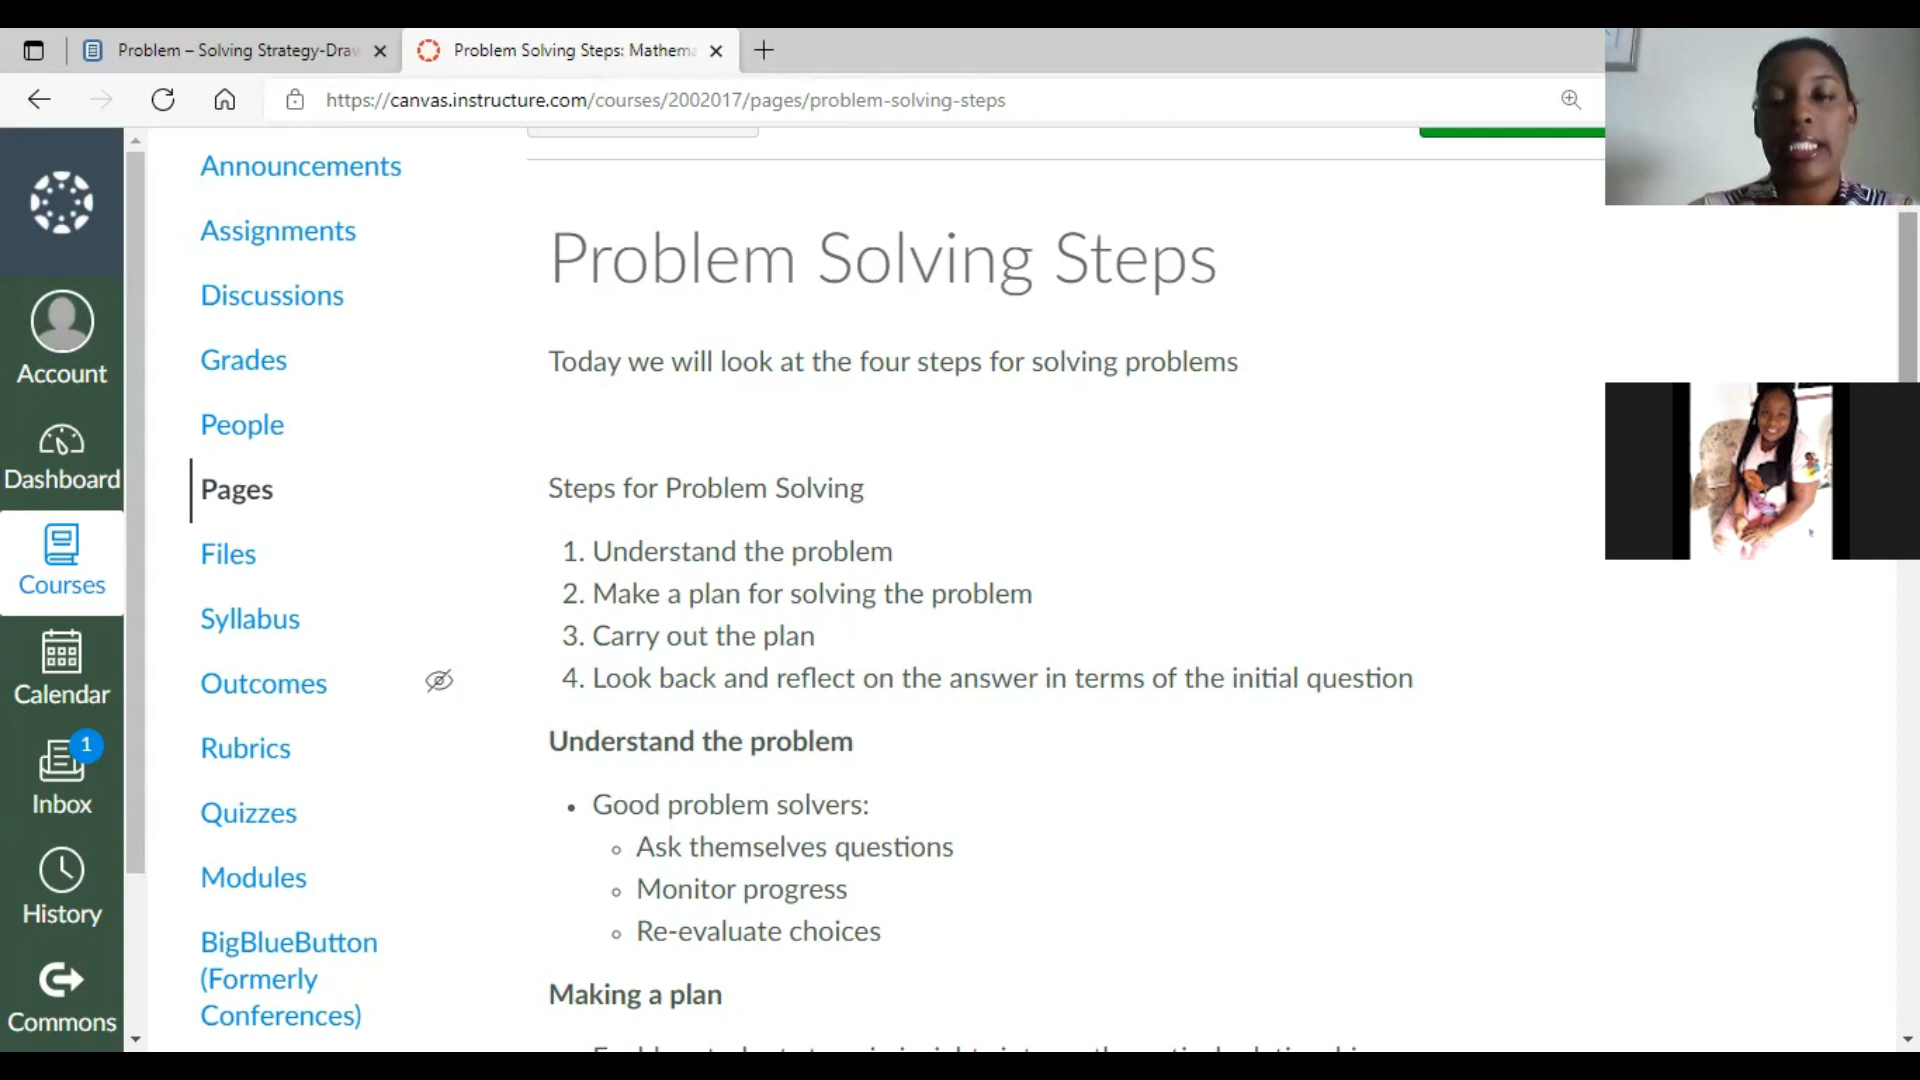 Problem – Solving Strategy-Draw
Problem Solving Steps: Mathema
https://canvas.instructure.com/courses/2002017/pages/problem-solving-steps
Account
Dashboard
Courses
Calendar
1
Inbox
History
Commons
Announcements
Assignments
Discussions
Grades
People
Pages
Files
Syllabus
Outcomes
Rubrics
Quizzes
Modules
BigBlueButton
(Formerly
Conferences)
Problem Solving Steps
Today we will look at the four steps for solving problems
Steps for Problem Solving
1. Understand the problem
2. Make a plan for solving the problem
3. Carry out the plan
4. Look back and reflect on the answer in terms of the initial question
Understand the problem
• Good problem solvers:
◦ Ask themselves questions
◦ Monitor progress
◦ Re-evaluate choices
Making a plan